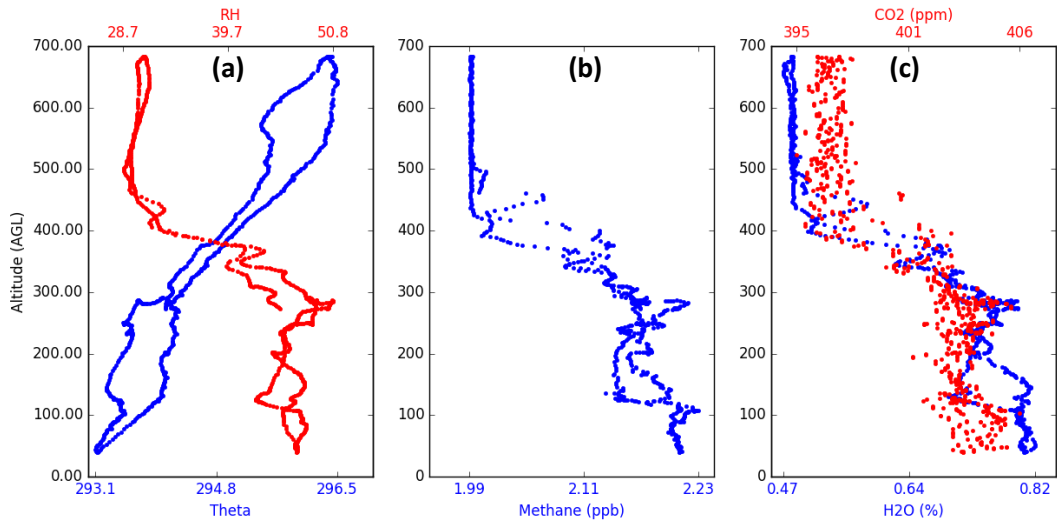 RH
28.7 39.7 50.8
CO2 (ppm)
395 401 406
(a) (b) (c)
Altitude (AGL)
700.00
600.00
500.00
400.00
300.00
200.00
100.00
0.00
700
600
500
400
300
200
100
0
700
600
500
400
300
200
100
0
293.1 294.8 296.5
Theta
1.99 2.11 2.23
Methane (ppb)
0.47 0.64 0.82
H2O (%)